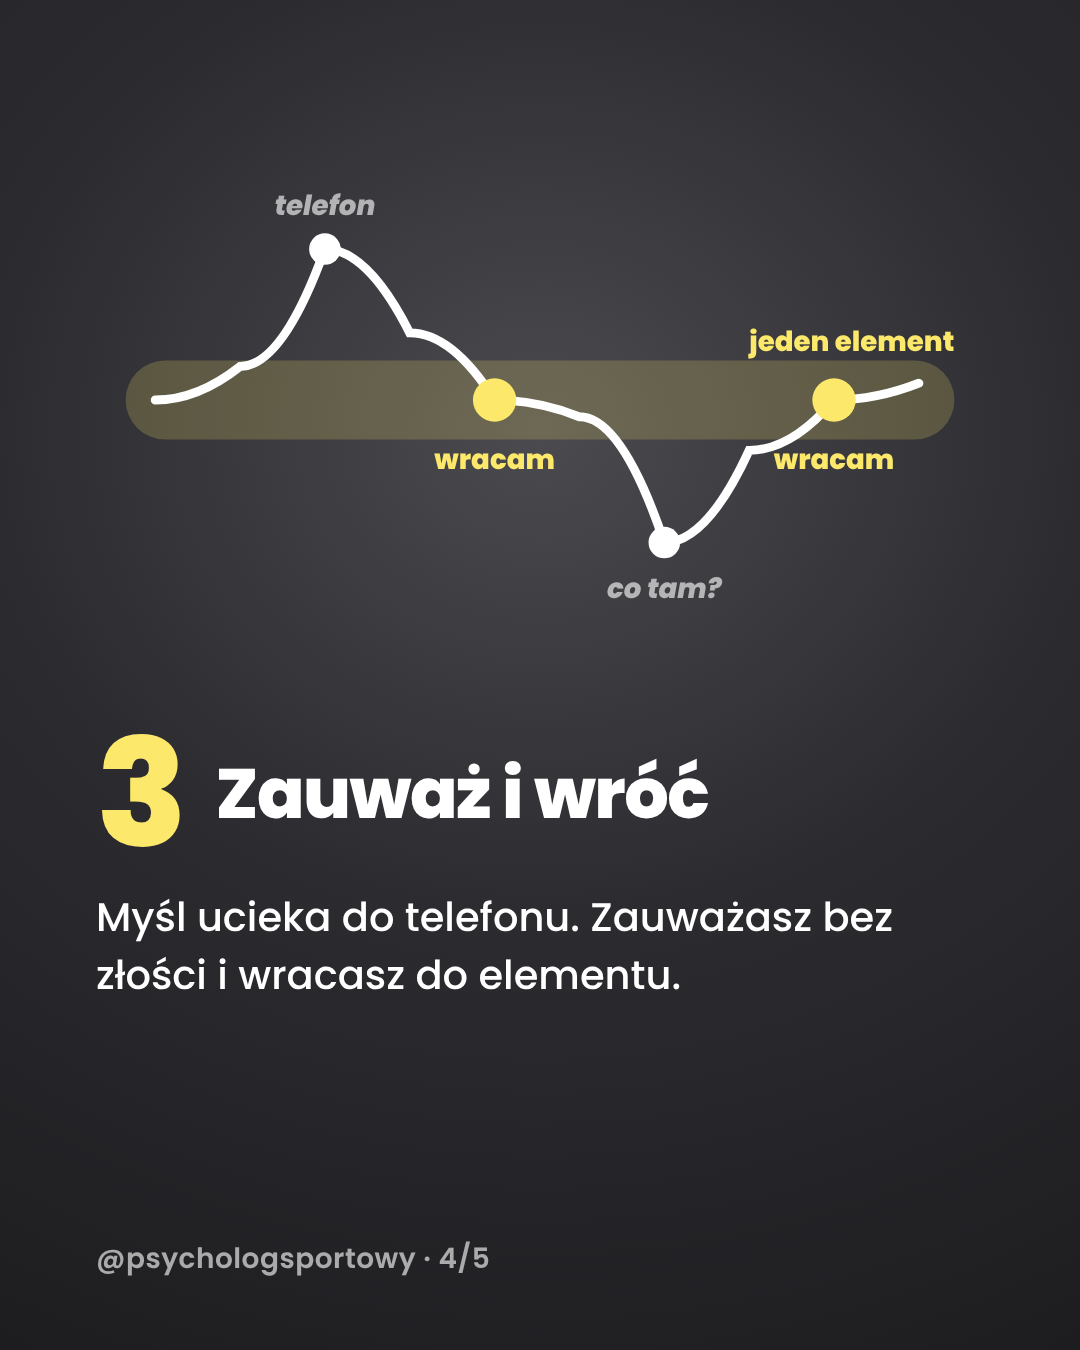 telefon
jeden element
wracam
wracam
co tam?
3 Zauważ i wróć
Myśl ucieka do telefonu. Zauważasz bez
złości i wracasz do elementu.
@psychologsportowy · 4/5